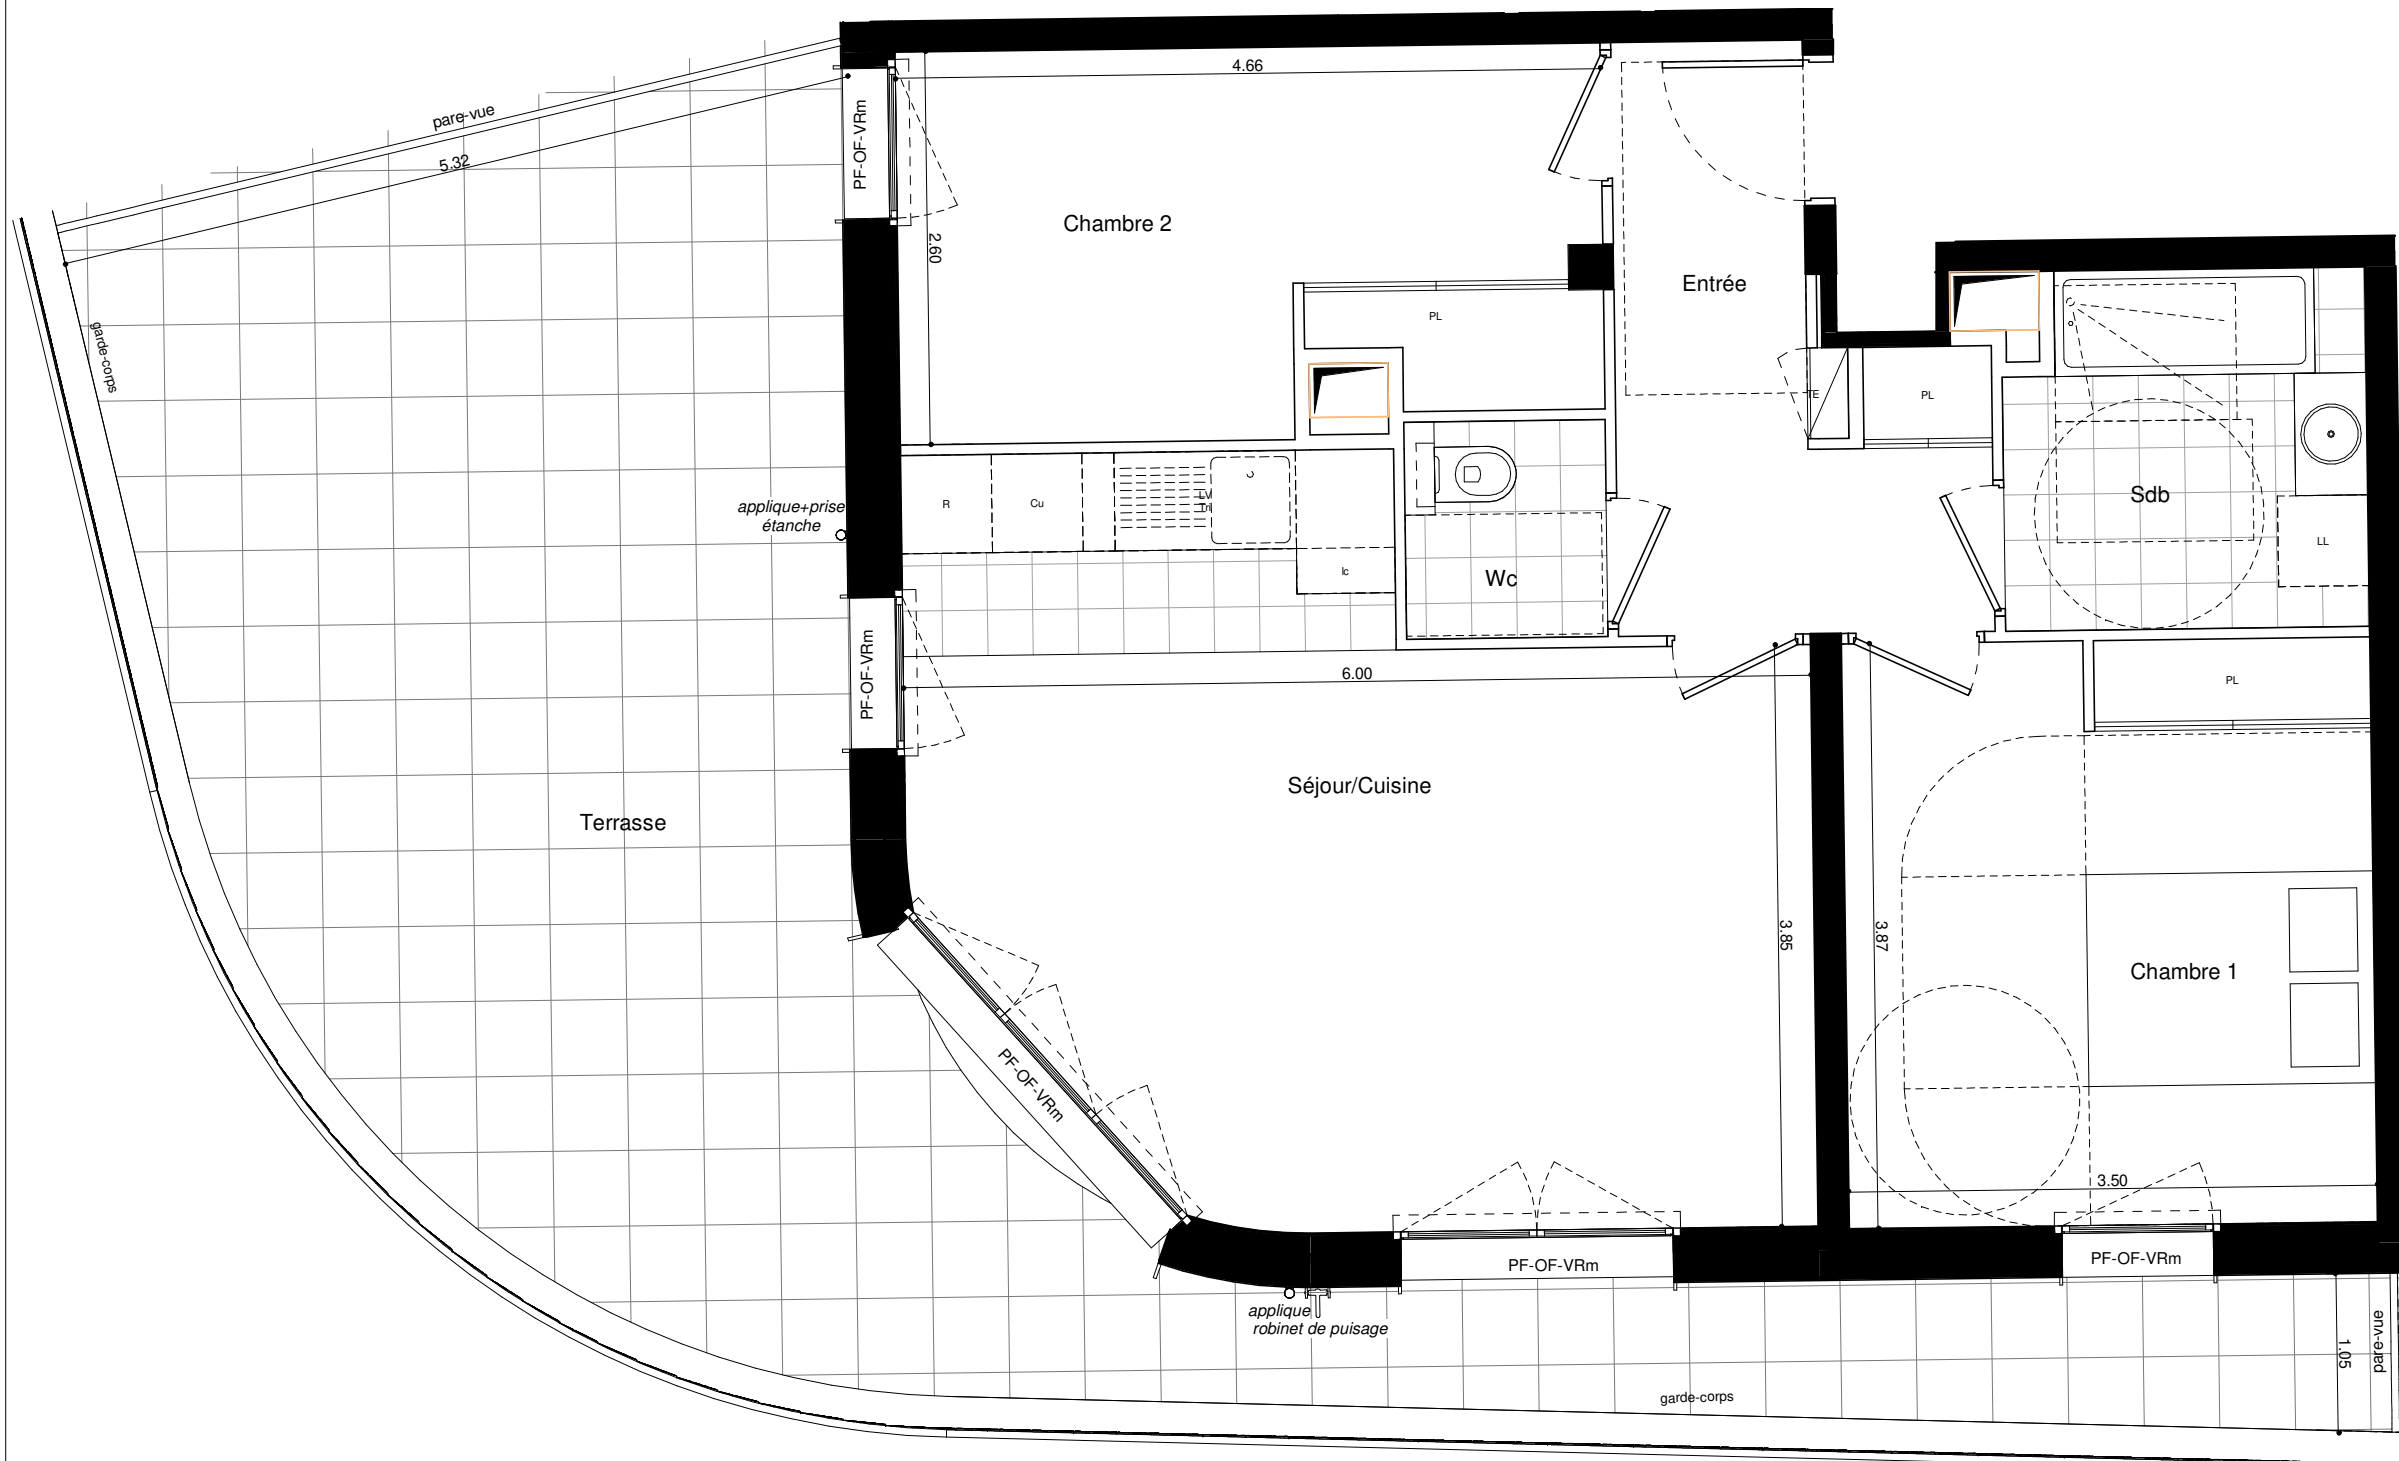 4.66
pare-vue
5.32
PF-OF-VRm
Chambre 2
2.60
Entrée
PL
garde-corps
TE
PL
applique+prise
étanche
R
Cu
LV
Tri
Ic
Wc
Sdb
LL
PF-OF-VRm
6.00
PL
Séjour/Cuisine
Terrasse
3.85
3.87
Chambre 1
PF-OF-VRm
3.50
PF-OF-VRm
PF-OF-VRm
applique
robinet de puisage
1.05
pare-vue
garde-corps